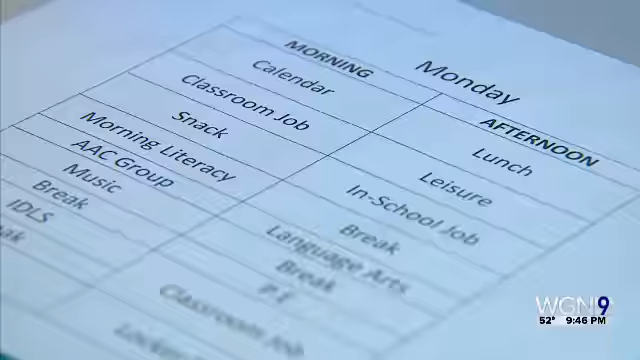 Monday
MORNING
Calendar
Classroom Job
Snack
Morning Literacy
AAC Group
Music
Break
IDLS
AFTERNOON
Lunch
Leisure
In-School Job
Break
Language Arts
Break
P.E
Classroom Job
Locker
WGN9
52° 9:46 PM